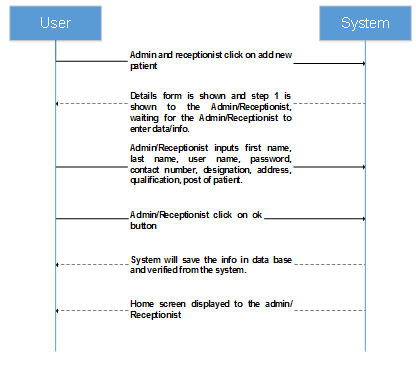 User
System
Admin and receptionist click on add new
patient
Details form is shown and step 1 is
shown to the Admin/Receptionist,
waiting for the Admin/Receptionist to
enter data/info.
Admin/Receptionist inputs first name,
last name, user name, password,
contact number, designation, address,
qualification, post of patient.
Admin/Receptionist click on ok
button
System will save the info in data base
and verified from the system.
Home screen displayed to the admin/
Receptionist